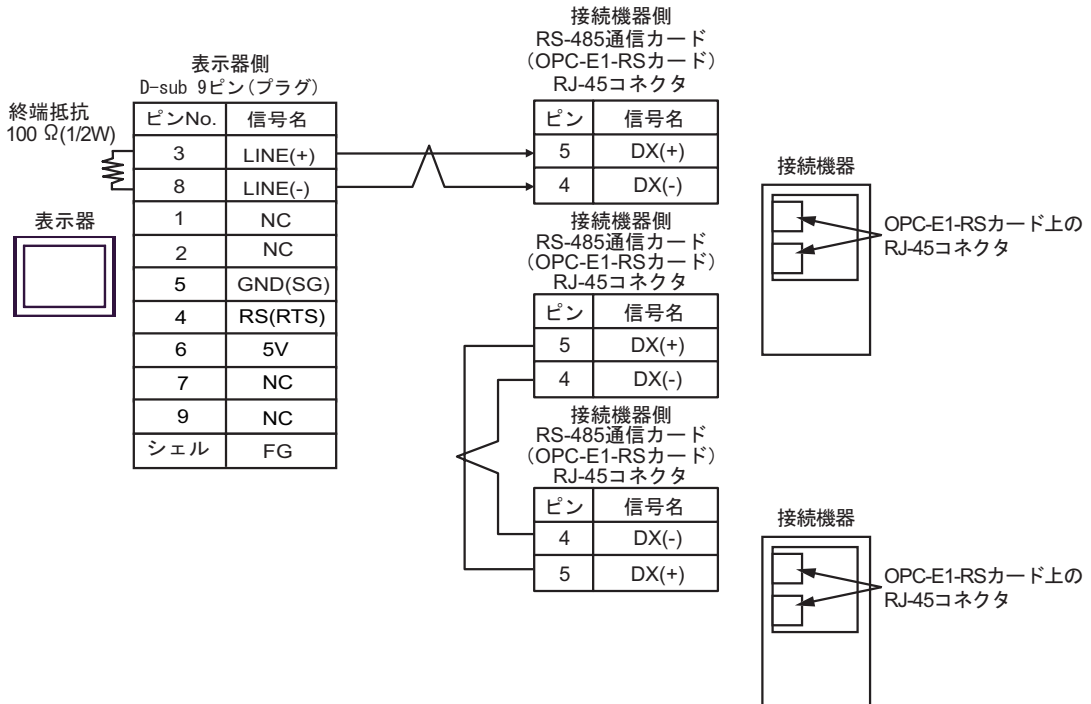 接続機器側
RS-485通信カード
(OPC-E1-RSカード)
RJ-45コネクタ
表示器側
D-sub 9ピン(プラグ)
終端抵抗
100 Ω(1/2W)
ピンNo. 信号名
3 LINE(+)
8 LINE(-)
1 NC
2 NC
5 GND(SG)
4 RS(RTS)
6 5V
7 NC
9 NC
シェル FG
表示器
ピン 信号名
5 DX(+)
4 DX(-)
接続機器側
RS-485通信カード
(OPC-E1-RSカード)
RJ-45コネクタ
ピン 信号名
5 DX(+)
4 DX(-)
接続機器側
RS-485通信カード
(OPC-E1-RSカード)
RJ-45コネクタ
ピン 信号名
4 DX(-)
5 DX(+)
接続機器
OPC-E1-RSカード上の
RJ-45コネクタ
接続機器
OPC-E1-RSカード上の
RJ-45コネクタ